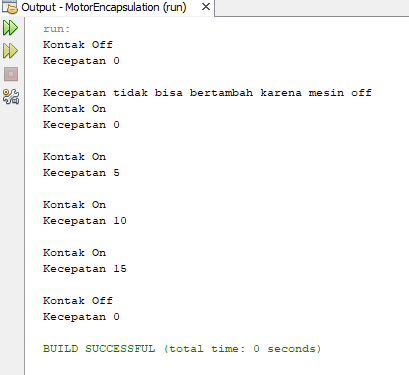 Output - MotorEncapsulation (run)
run:
Kontak Off
Kecepatan 0
Kecepatan tidak bisa bertambah karena mesin off
Kontak On
Kecepatan 0
Kontak On
Kecepatan 5
Kontak On
Kecepatan 10
Kontak On
Kecepatan 15
Kontak Off
Kecepatan 0
BUILD SUCCESSFUL (total time: 0 seconds)